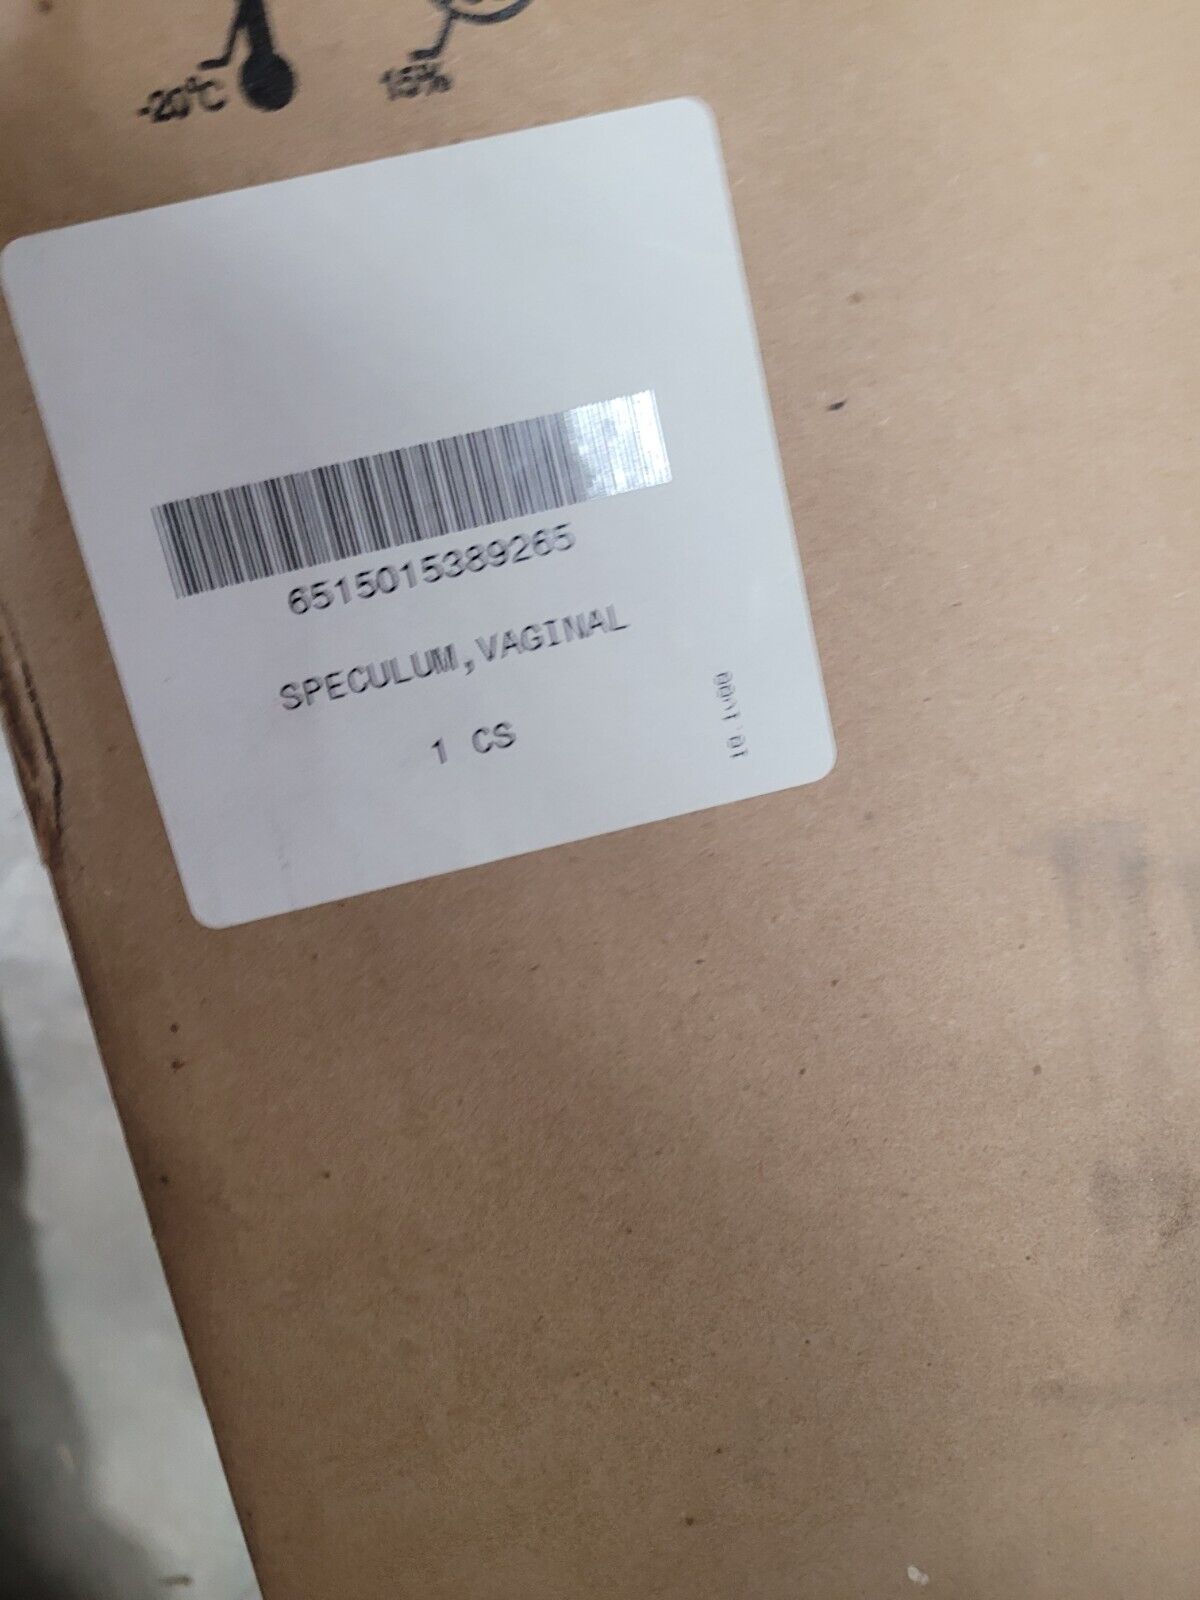 -20°C
15%
6515015389265
SPECULUM,VAGINAL
1 CS